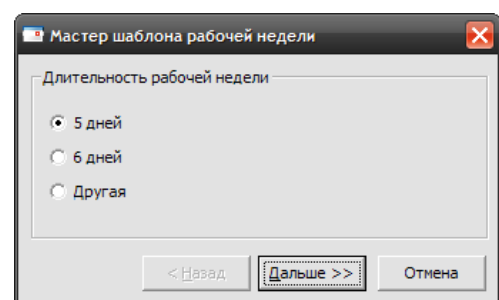 Мастер шаблона рабочей недели
Длительность рабочей недели
5 дней
6 дней
Другая
< Назад
Дальше >>
Отмена